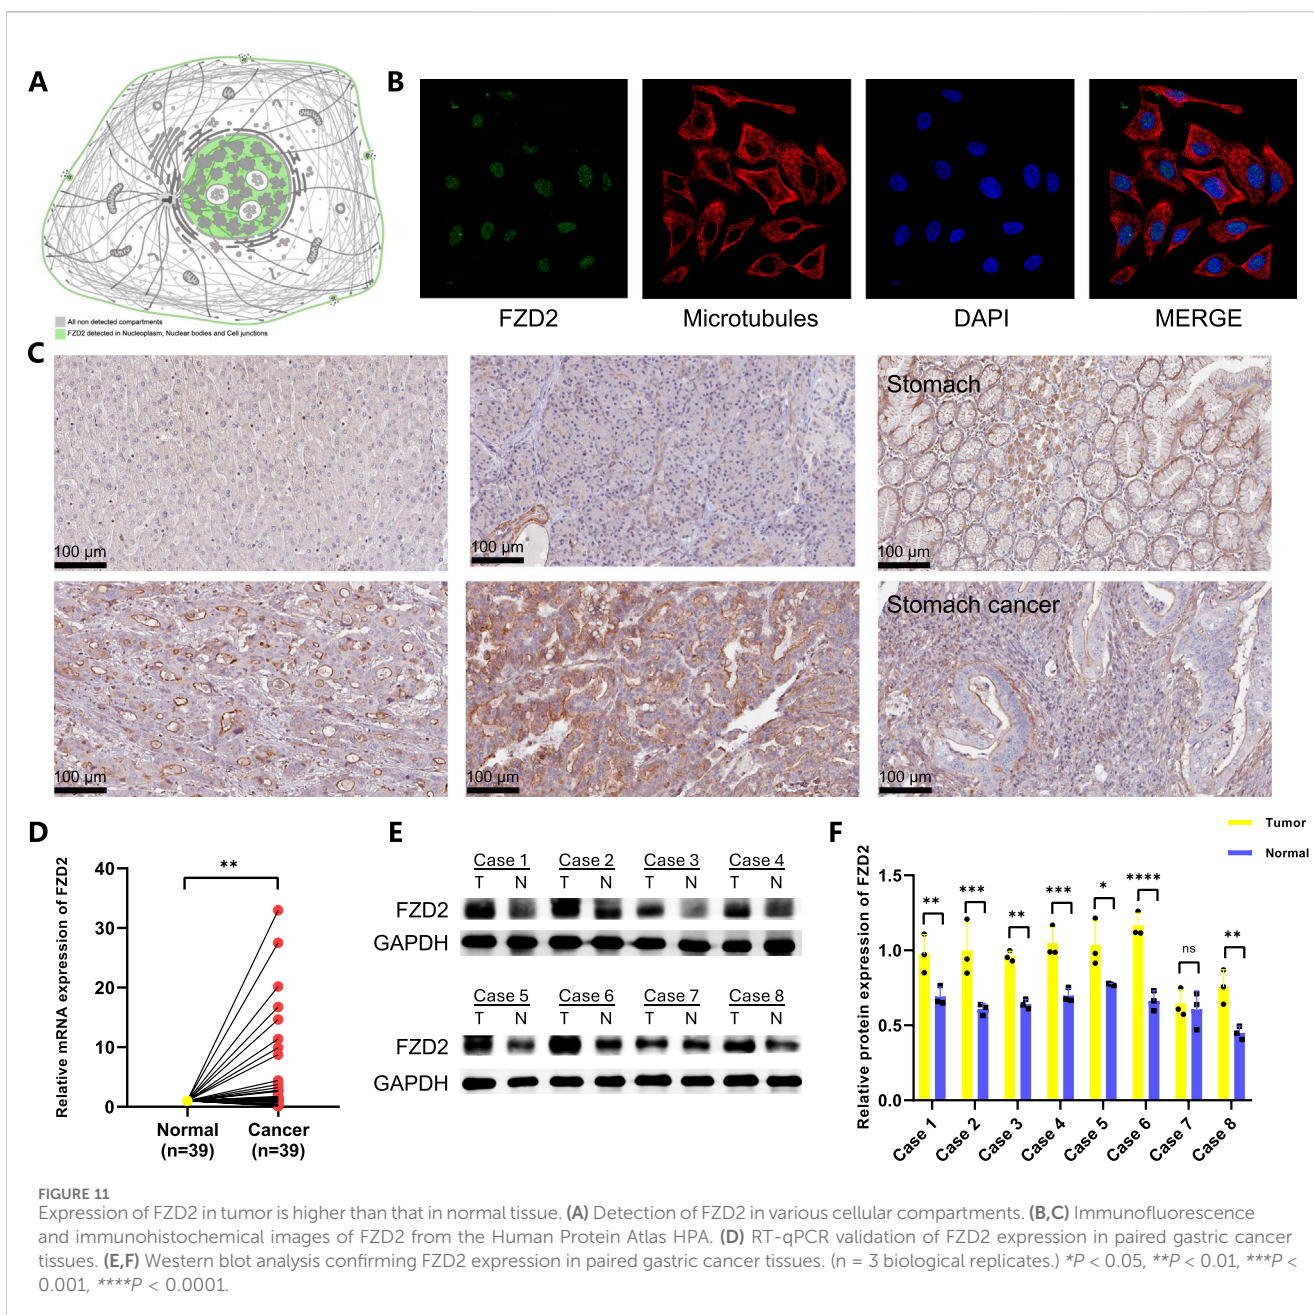 A
All non detected compartments
FZD2 detected in Nucleoplasm, Nuclear bodies and Cell junctions
B
FZD2
Microtubules
DAPI
MERGE
C
100 µm
100 µm
Stomach
100 µm
100 µm
100 µm
Stomach cancer
100 µm
D
Relative mRNA expression of FZD2
40
30
20
10
0
**
Normal
(n=39)
Cancer
(n=39)
E
Case 1 Case 2 Case 3 Case 4
T N T N T N T N
FZD2
GAPDH
Case 5 Case 6 Case 7 Case 8
T N T N T N T N
FZD2
GAPDH
F
Tumor
Normal
Relative protein expression of FZD2
1.5
1.0
0.5
0.0
** *** ** *** * **** ns **
Case 1 Case 2 Case 3 Case 4 Case 5 Case 6 Case 7 Case 8
FIGURE 11
Expression of FZD2 in tumor is higher than that in normal tissue. (A) Detection of FZD2 in various cellular compartments. (B,C) Immunofluorescence
and immunohistochemical images of FZD2 from the Human Protein Atlas HPA. (D) RT-qPCR validation of FZD2 expression in paired gastric cancer
tissues. (E,F) Western blot analysis confirming FZD2 expression in paired gastric cancer tissues. (n = 3 biological replicates.) *P < 0.05, **P < 0.01, ***P <
0.001, ****P < 0.0001.